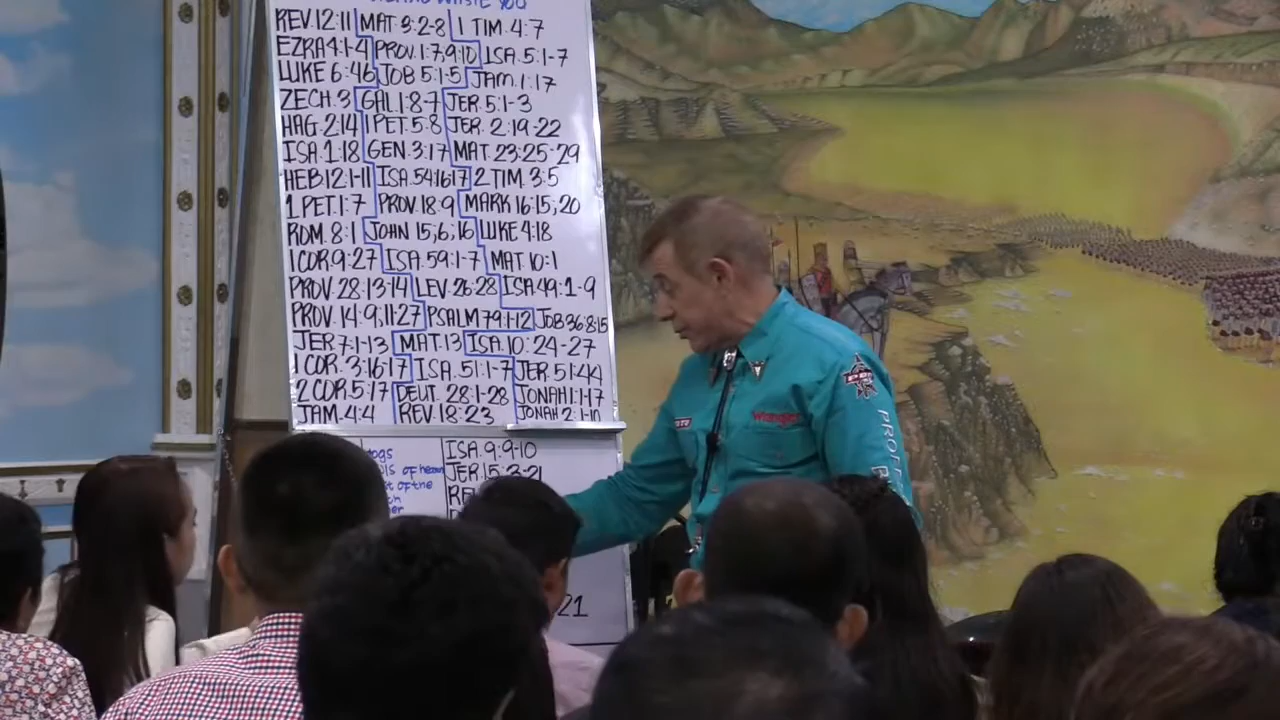 WASTE YOU
REV. 12:11 MAT 3:2-8 1 TIM. 4:7
EZRA 4:1-4 PROV. 1:7,9,10 ISA. 5:1-7
LUKE 6:46 JOB 5:1-5 JAM. 1:17
ZECH. 3 GAL. 1:8-7 JER. 5:1-3
HAG. 2:14 1 PET. 5:8 JER. 2:19-22
ISA. 1:18 GEN. 3:17 MAT. 23:25-29
HEB 12:1-11 ISA. 54:16,17 2 TIM. 3:5
1 PET. 1:7 PROV. 18:9 MARK 16:15,20
ROM. 8:1 JOHN 15,6,16 LUKE 4:18
1 COR. 9:27 ISA. 59:1-7 MAT. 10:1
PROV. 28:13-14 LEV. 26:28 ISA 49:1-9
PROV. 14:9,11-27 PSALM 79:1-12 JOB 36:8,15
JER 7:1-13 MAT. 13 ISA. 10:24-27
1 COR. 3:16,17 ISA. 51:1-7 JER. 51:44
2 COR. 5:17 DEUT. 28:1-28 JONAH 1:1-17
JAM. 4:4 REV. 18:23 JONAH 2:1-10
ISA. 9:9-10
of the
21
Wrangler